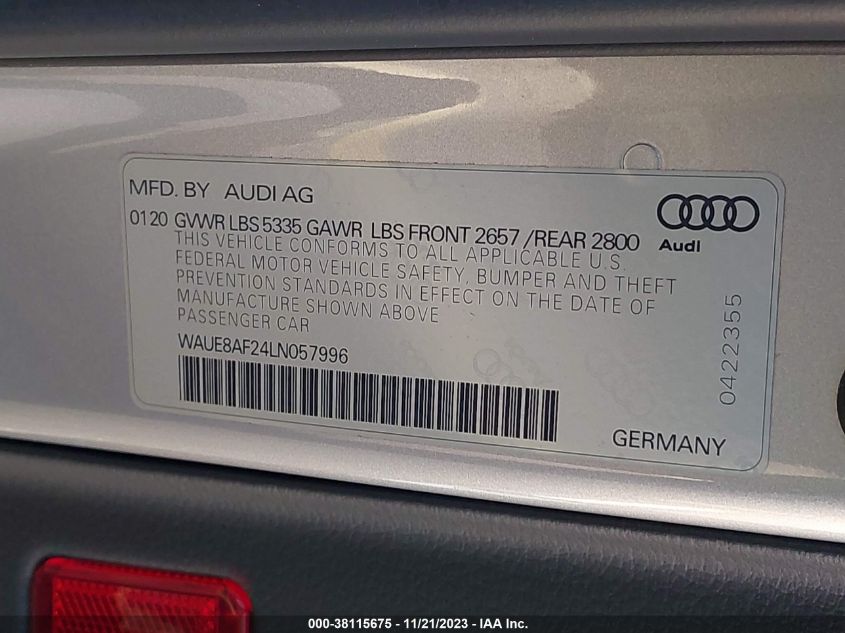 MFD. BY AUDI AG
0120 GVWR LBS 5335 GAWR LBS FRONT 2657 /REAR 2800
THIS VEHICLE CONFORMS TO ALL APPLICABLE U.S.
FEDERAL MOTOR VEHICLE SAFETY, BUMPER AND THEFT
PREVENTION STANDARDS IN EFFECT ON THE DATE OF
MANUFACTURE SHOWN ABOVE
PASSENGER CAR
WAUE8AF24LN057996
Audi
0422355
GERMANY
000-38115675 - 11/21/2023 - IAA Inc.